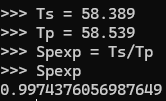 >>> Ts = 58.389
>>> Tp = 58.539
>>> Spexp = Ts/Tp
>>> Spexp
0.9974376056987649